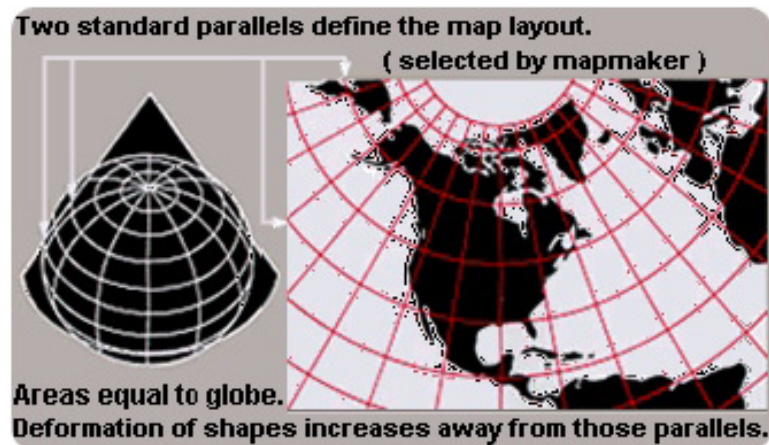 Two standard parallels define the map layout.
( selected by mapmaker )
Areas equal to globe.
Deformation of shapes increases away from those parallels.